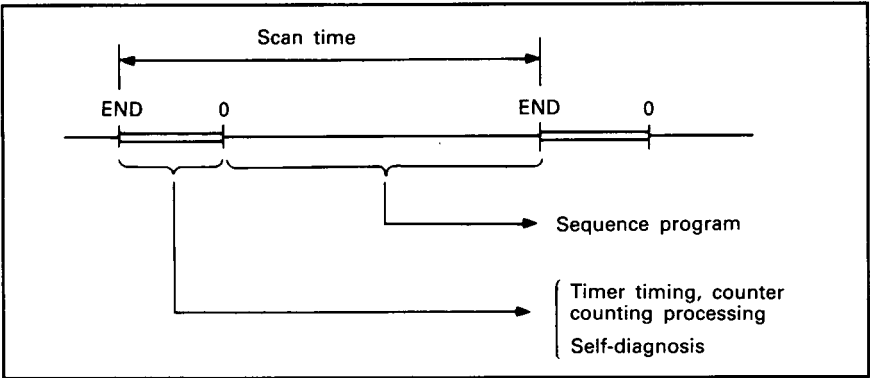 Scan time
END 0 END 0
Sequence program
Timer timing, counter
counting processing
Self-diagnosis